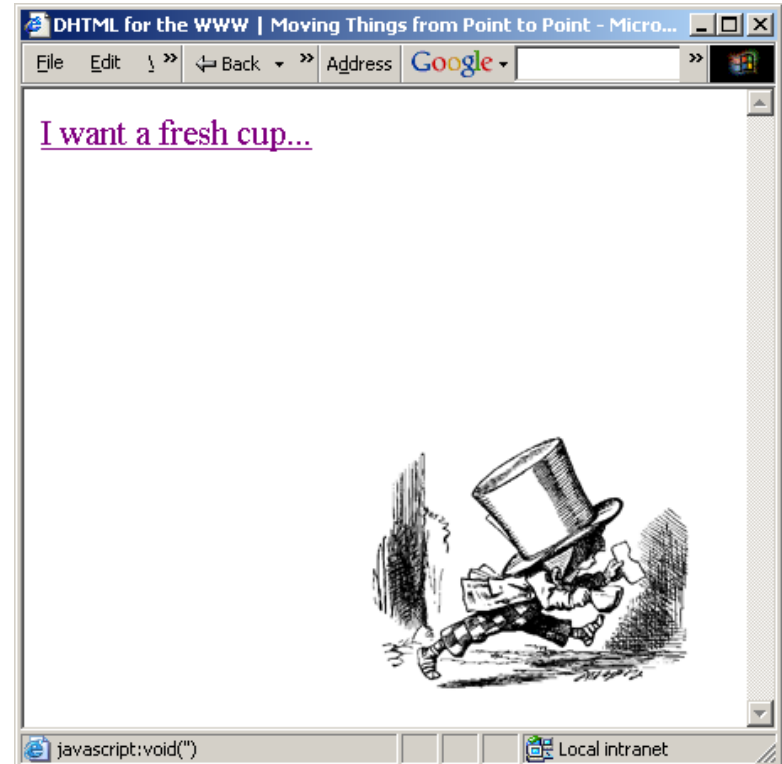 DHTML for the WWW | Moving Things from Point to Point - Micro...
File Edit \ » Back » Address Google »
I want a fresh cup...
javascript:void('') Local intranet